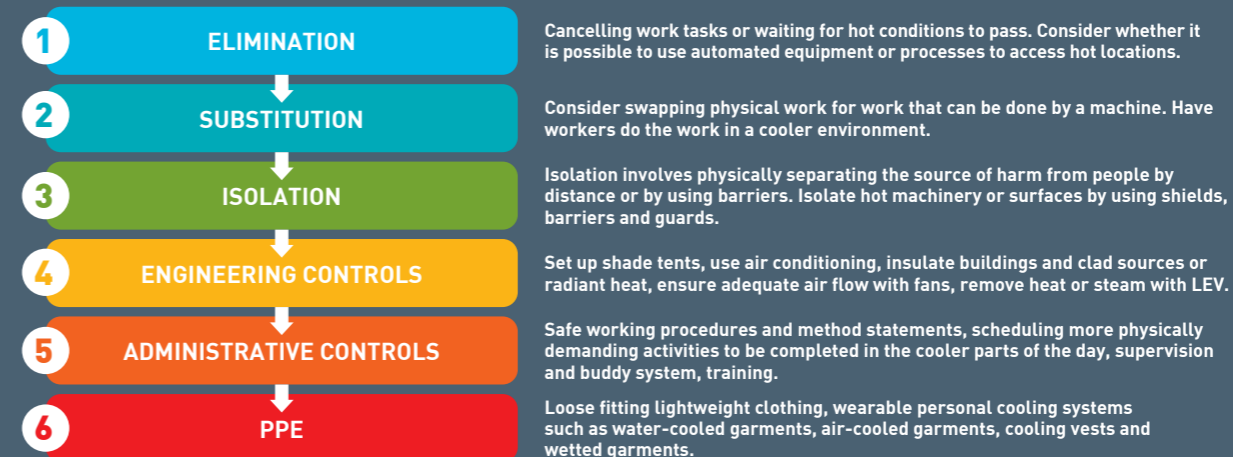 1
ELIMINATION
Cancelling work tasks or waiting for hot conditions to pass. Consider whether it
is possible to use automated equipment or processes to access hot locations.
2
SUBSTITUTION
Consider swapping physical work for work that can be done by a machine. Have
workers do the work in a cooler environment.
3
ISOLATION
Isolation involves physically separating the source of harm from people by
distance or by using barriers. Isolate hot machinery or surfaces by using shields,
barriers and guards.
4
ENGINEERING CONTROLS
Set up shade tents, use air conditioning, insulate buildings and clad sources or
radiant heat, ensure adequate air flow with fans, remove heat or steam with LEV.
5
ADMINISTRATIVE CONTROLS
Safe working procedures and method statements, scheduling more physically
demanding activities to be completed in the cooler parts of the day, supervision
and buddy system, training.
6
PPE
Loose fitting lightweight clothing, wearable personal cooling systems
such as water-cooled garments, air-cooled garments, cooling vests and
wetted garments.